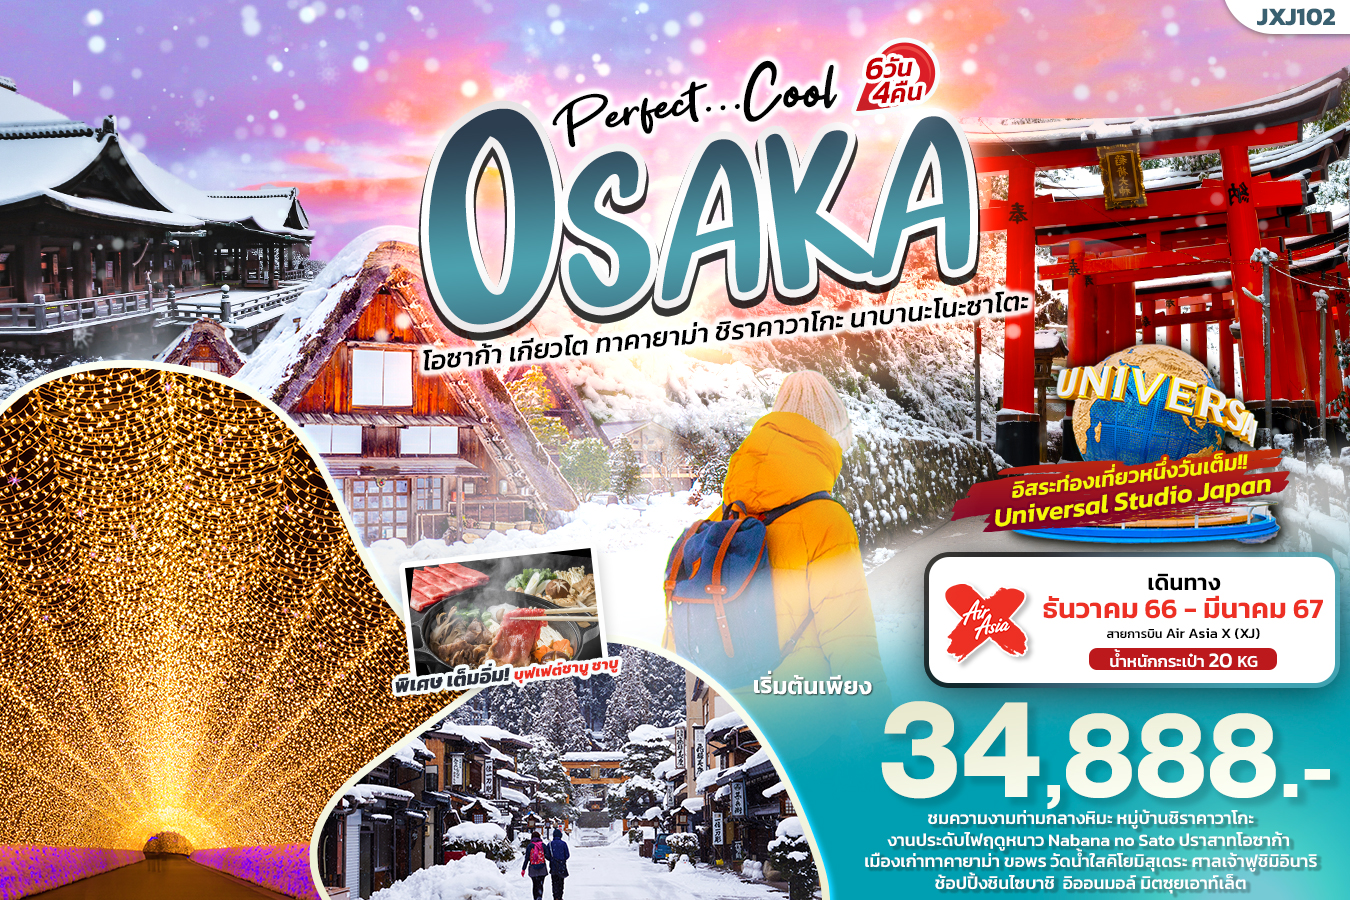 JXJ102
Perfect...Cool
6วัน
4คืน
OSAKA
โอซาก้า เกียวโต ทาคายาม่า ชิราคาวาโกะ นาบานะโนะซาโตะ
UNIVERSA
อิสระท่องเที่ยวหนึ่งวันเต็ม!!
Universal Studio Japan
เดินทาง
ธันวาคม 66 - มีนาคม 67
Air
Asia
X
สายการบิน Air Asia X (XJ)
น้ำหนักกระเป๋า 20 KG
พิเศษ เต็มอิ่ม! บุฟเฟ่ต์ชาบู ชาบู
เริ่มต้นเพียง
34,888.-
ชมความงามท่ามกลางหิมะ หมู่บ้านชิราคาวาโกะ
งานประดับไฟฤดูหนาว Nabana no Sato ปราสาทโอซาก้า
เมืองเก่าทาคายาม่า ขอพร วัดน้ำใสคิโยมิสุเดระ ศาลเจ้าฟูชิมิอินาริ
ช้อปปิ้งชินไซบาชิ อิออนมอล์ มิตซุยเอาท์เล็ต